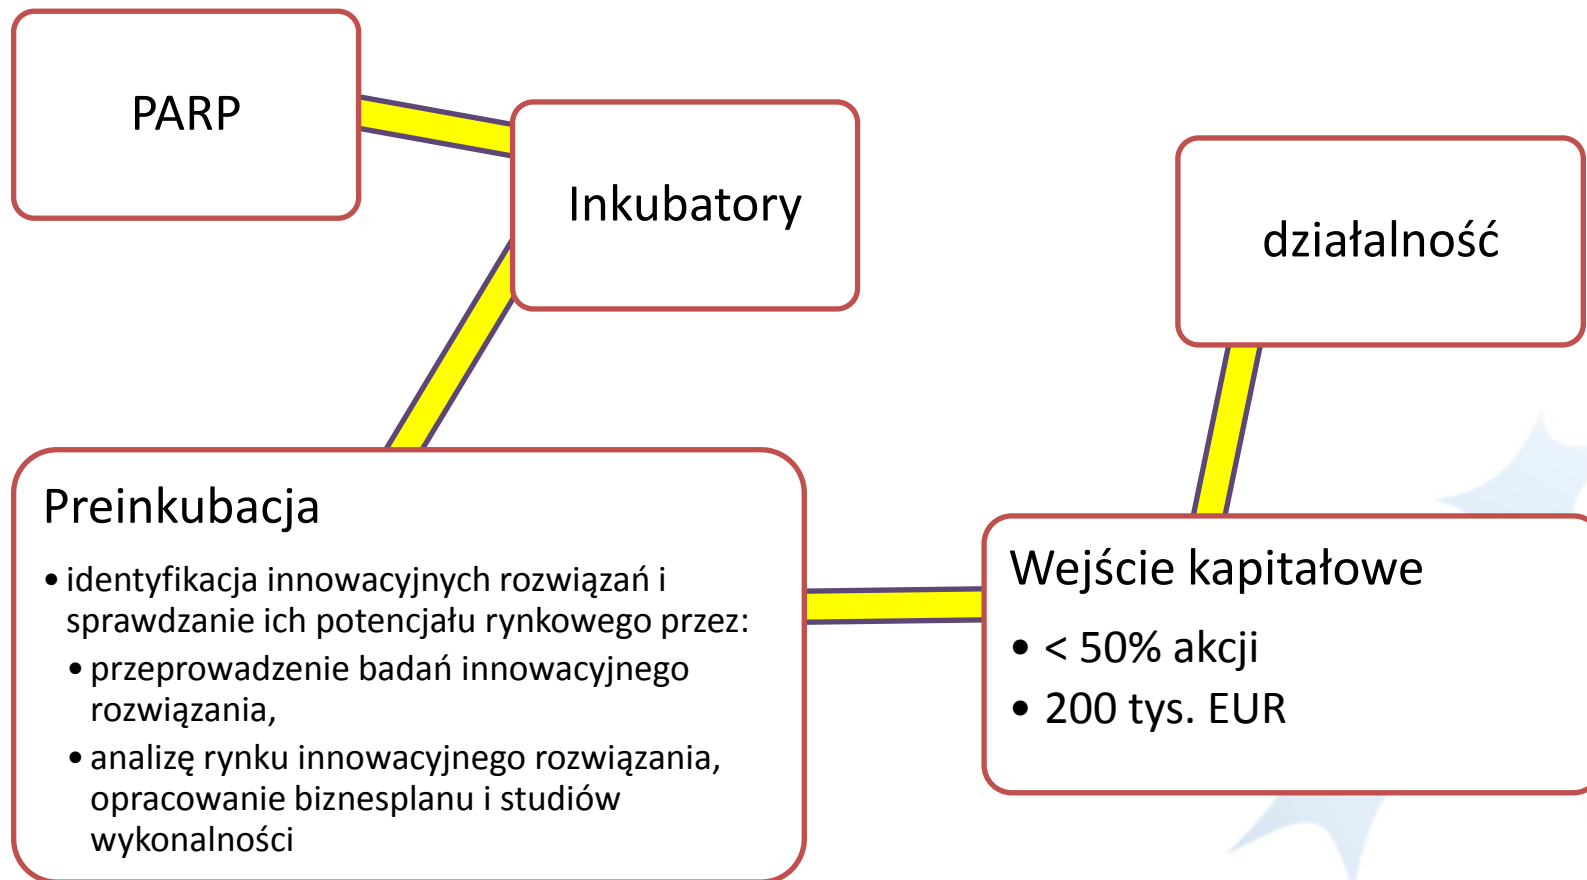 PARP
Inkubatory
działalność
Preinkubacja
• identyfikacja innowacyjnych rozwiązań i
sprawdzanie ich potencjału rynkowego przez:
• przeprowadzenie badań innowacyjnego
rozwiązania,
• analizę rynku innowacyjnego rozwiązania,
opracowanie biznesplanu i studiów
wykonalności
Wejście kapitałowe
• < 50% akcji
• 200 tys. EUR